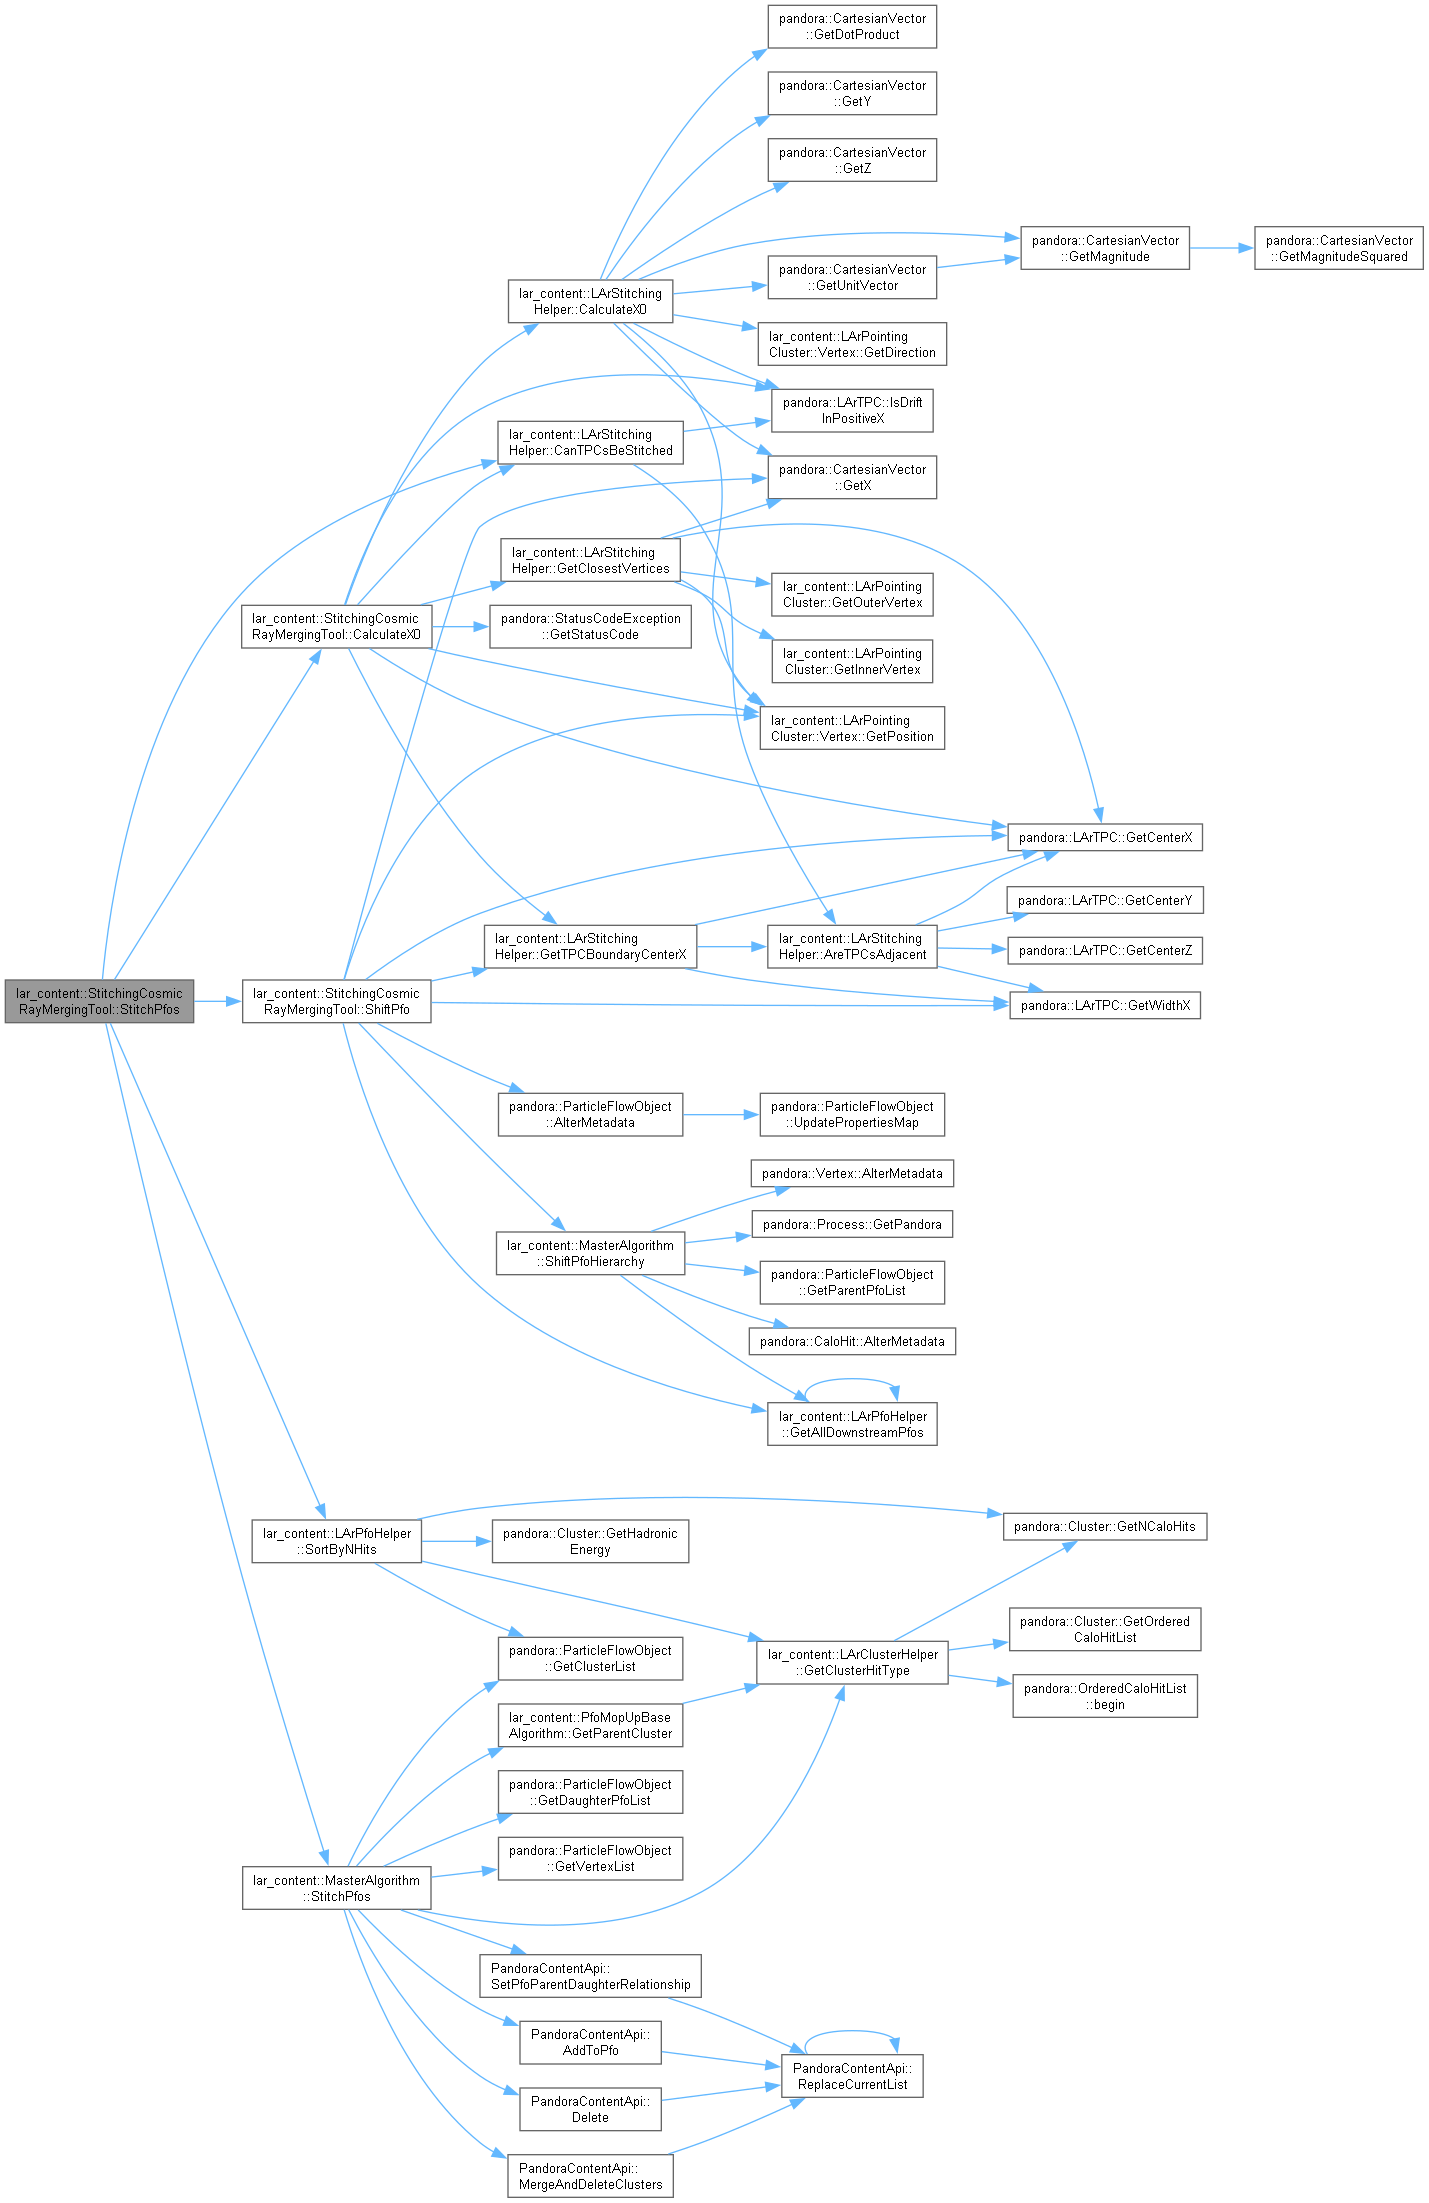 pandora::CartesianVector
::GetDotProduct
pandora::CartesianVector
::GetY
pandora::CartesianVector
::GetZ
pandora::CartesianVector
::GetMagnitude
pandora::CartesianVector
::GetMagnitudeSquared
pandora::CartesianVector
::GetUnitVector
lar_content::LArStitching
Helper::CalculateX0
lar_content::LArPointing
Cluster::Vertex::GetDirection
pandora::LArTPC::IsDrift
InPositiveX
lar_content::LArStitching
Helper::CanTPCsBeStitched
pandora::CartesianVector
::GetX
lar_content::LArStitching
Helper::GetClosestVertices
lar_content::LArPointing
Cluster::GetOuterVertex
lar_content::StitchingCosmic
RayMergingTool::CalculateX0
pandora::StatusCodeException
::GetStatusCode
lar_content::LArPointing
Cluster::GetInnerVertex
lar_content::LArPointing
Cluster::Vertex::GetPosition
pandora::LArTPC::GetCenterX
pandora::LArTPC::GetCenterY
lar_content::LArStitching
Helper::GetTPCBoundaryCenterX
lar_content::LArStitching
Helper::AreTPCsAdjacent
pandora::LArTPC::GetCenterZ
lar_content::StitchingCosmic
RayMergingTool::StitchPfos
lar_content::StitchingCosmic
RayMergingTool::ShiftPfo
pandora::LArTPC::GetWidthX
pandora::ParticleFlowObject
::AlterMetadata
pandora::ParticleFlowObject
::UpdatePropertiesMap
pandora::Vertex::AlterMetadata
pandora::Process::GetPandora
lar_content::MasterAlgorithm
::ShiftPfoHierarchy
pandora::ParticleFlowObject
::GetParentPfoList
pandora::CaloHit::AlterMetadata
lar_content::LArPfoHelper
::GetAllDownstreamPfos
lar_content::LArPfoHelper
::SortByNHits
pandora::Cluster::GetHadronic
Energy
pandora::Cluster::GetNCaloHits
pandora::Cluster::GetOrdered
CaloHitList
pandora::ParticleFlowObject
::GetClusterList
lar_content::LArClusterHelper
::GetClusterHitType
pandora::OrderedCaloHitList
::begin
lar_content::PfoMopUpBase
Algorithm::GetParentCluster
pandora::ParticleFlowObject
::GetDaughterPfoList
pandora::ParticleFlowObject
::GetVertexList
lar_content::MasterAlgorithm
::StitchPfos
PandoraContentApi::
SetPfoParentDaughterRelationship
PandoraContentApi::
AddToPfo
PandoraContentApi::
ReplaceCurrentList
PandoraContentApi::
Delete
PandoraContentApi::
MergeAndDeleteClusters